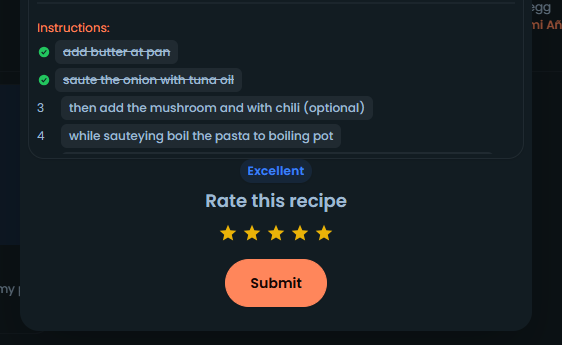 egg
Instructions:
mi Añ
add butter at pan
saute the onion with tuna oil
3 then add the mushroom and with chili (optional)
4 while sauteying boil the pasta to boiling pot
Excellent
Rate this recipe
Submit
my